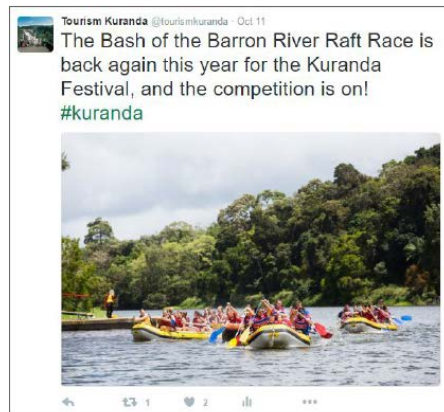 Tourism Kuranda @tourismkuranda · Oct 11
The Bash of the Barron River Raft Race is
back again this year for the Kuranda
Festival, and the competition is on!
#kuranda
1 2